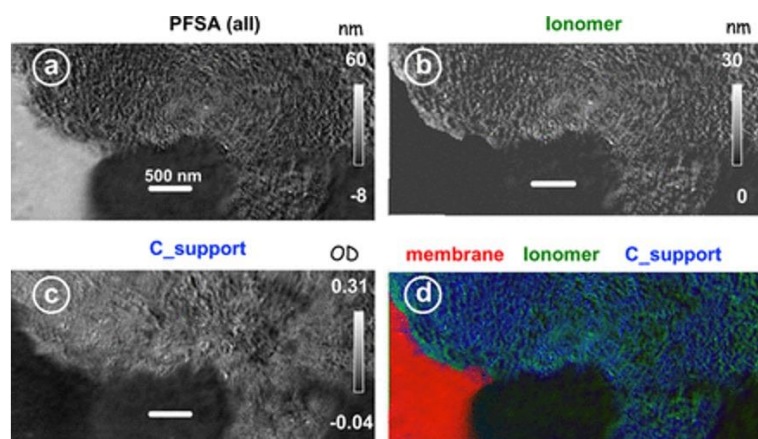 PFSA (all) nm
Ionomer nm
a 60
500 nm
-8
b 30
0
C_support OD
membrane Ionomer C_support
c 0.31
-0.04
d